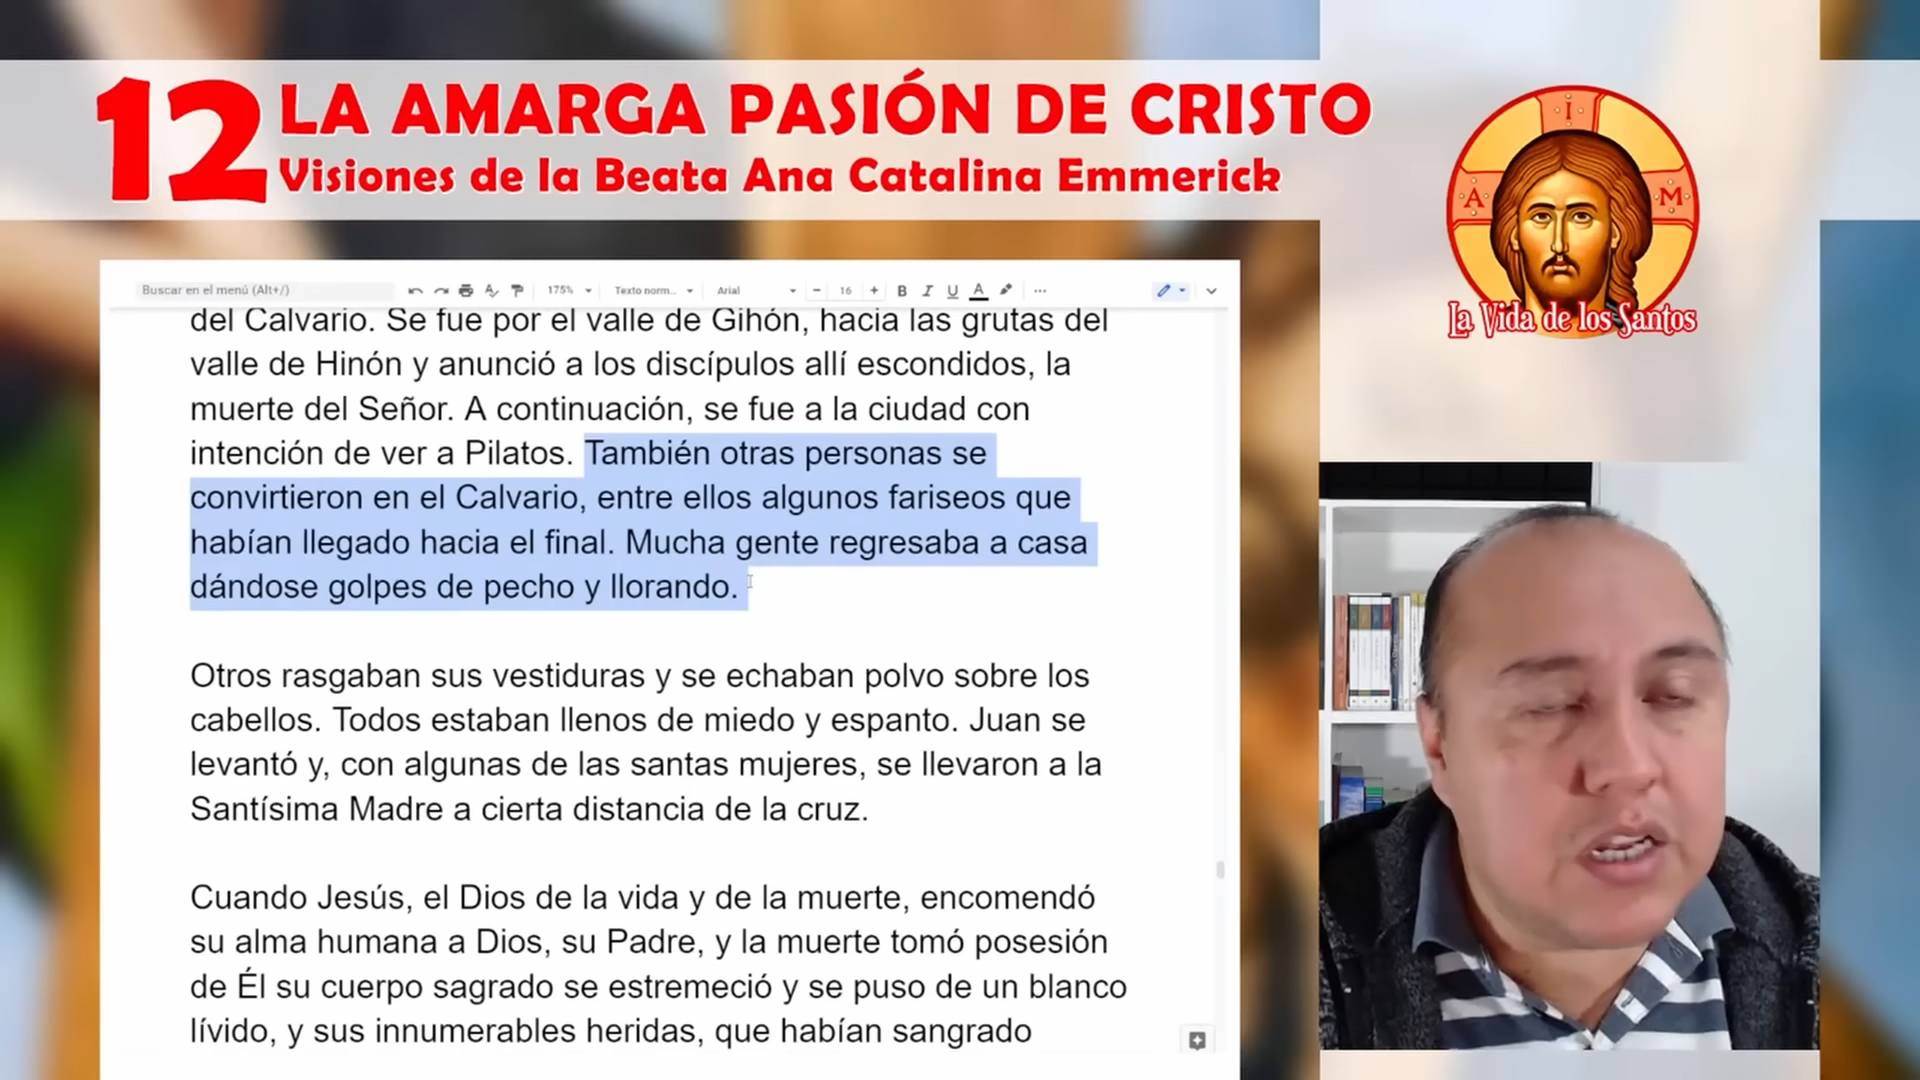 12
LA AMARGA PASIÓN DE CRISTO
Visiones de la Beata Ana Catalina Emmerick
I
A
M
La Vida de los Santos
Buscar en el menú (Alt+/)
175%
Texto norm...
Arial
16
B I U A
del Calvario. Se fue por el valle de Gihón, hacia las grutas del
valle de Hinón y anunció a los discípulos allí escondidos, la
muerte del Señor. A continuación, se fue a la ciudad con
intención de ver a Pilatos. También otras personas se
convirtieron en el Calvario, entre ellos algunos fariseos que
habían llegado hacia el final. Mucha gente regresaba a casa
dándose golpes de pecho y llorando.
Otros rasgaban sus vestiduras y se echaban polvo sobre los
cabellos. Todos estaban llenos de miedo y espanto. Juan se
levantó y, con algunas de las santas mujeres, se llevaron a la
Santísima Madre a cierta distancia de la cruz.
Cuando Jesús, el Dios de la vida y de la muerte, encomendó
su alma humana a Dios, su Padre, y la muerte tomó posesión
de Él su cuerpo sagrado se estremeció y se puso de un blanco
lívido, y sus innumerables heridas, que habían sangrado